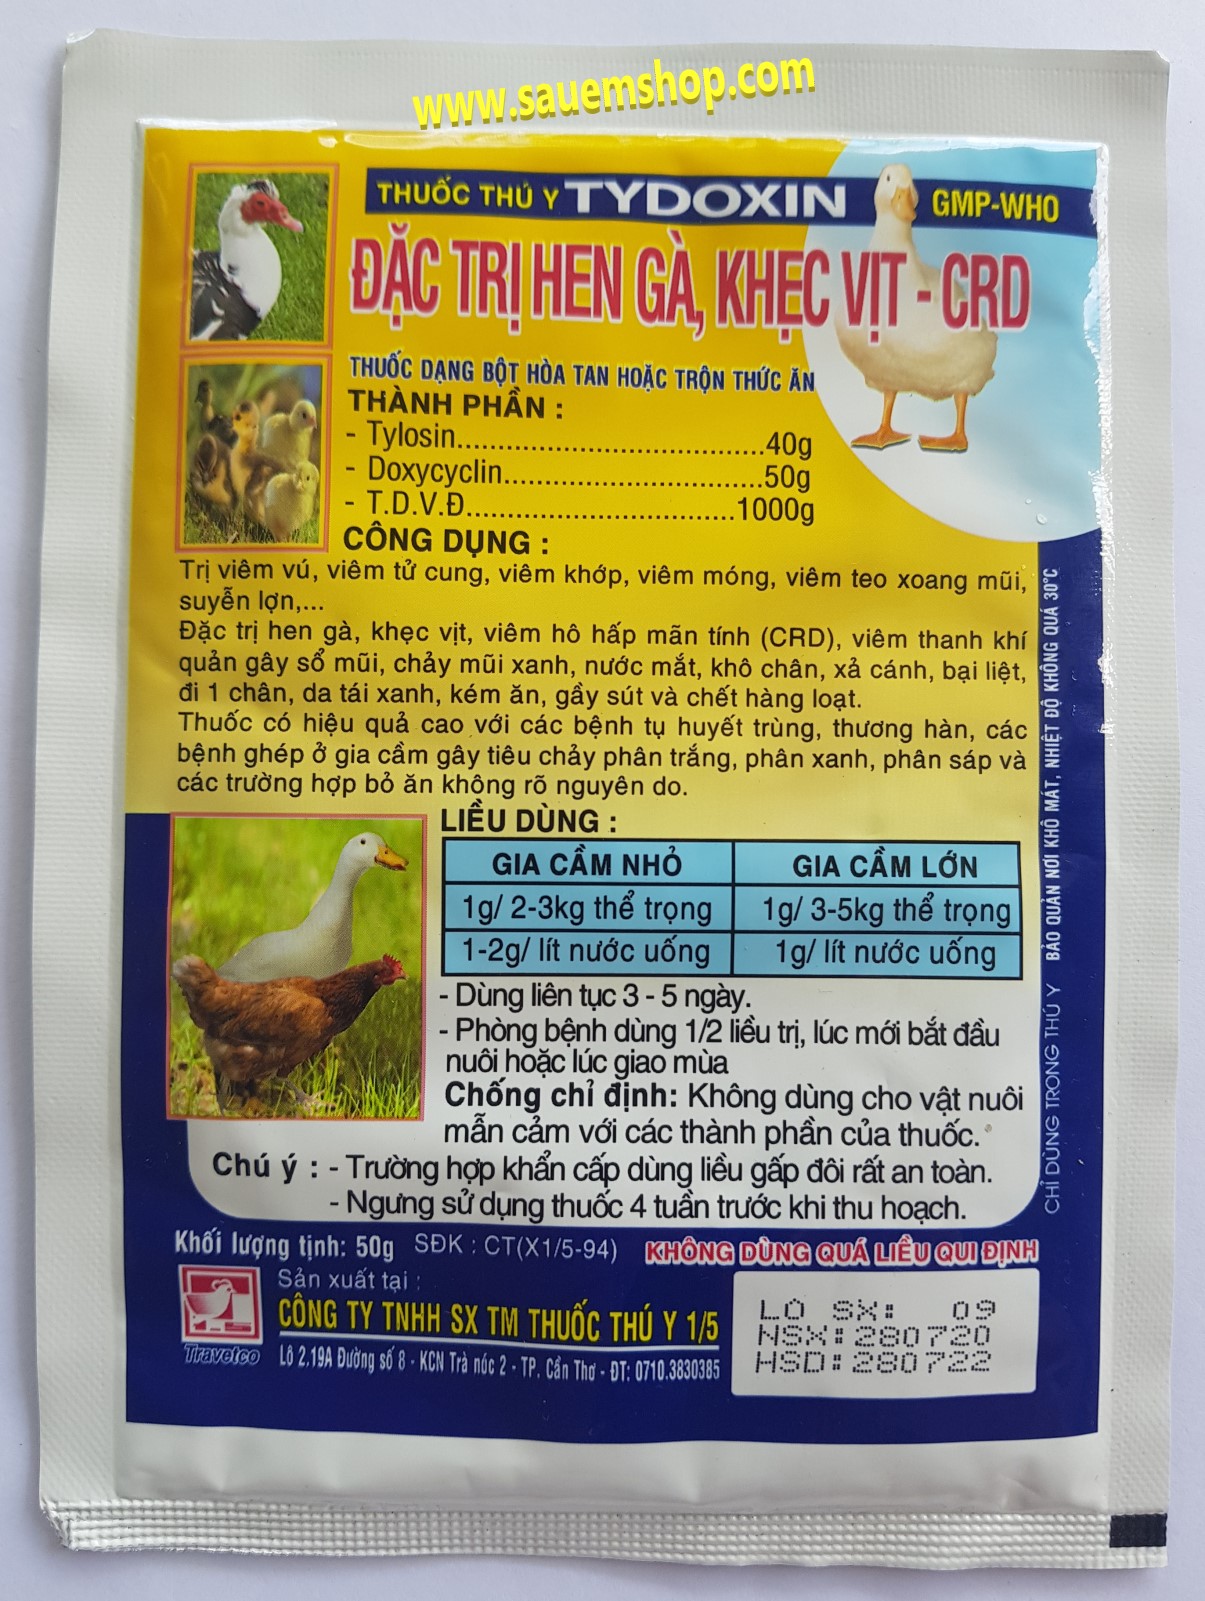 www.sauemshop.com
THUỐC THÚ Y TYDOXIN GMP-WHO
ĐẶC TRỊ HEN GÀ, KHẸC VỊT - CRD
THUỐC DẠNG BỘT HÒA TAN HOẶC TRỘN THỨC ĂN
THÀNH PHẦN :
- Tylosin....................................40g
- Doxycyclin...............................50g
- T.D.V.Đ................................1000g
CÔNG DỤNG :
Trị viêm vú, viêm tử cung, viêm khớp, viêm móng, viêm teo xoang mũi,
suyễn lợn,...
Đặc trị hen gà, khẹc vịt, viêm hô hấp mãn tính (CRD), viêm thanh khí
quản gây sổ mũi, chảy mũi xanh, nước mắt, khô chân, xả cánh, bại liệt,
đi 1 chân, da tái xanh, kém ăn, gầy sút và chết hàng loạt.
Thuốc có hiệu quả cao với các bệnh tụ huyết trùng, thương hàn, các
bệnh ghép ở gia cầm gây tiêu chảy phân trắng, phân xanh, phân sáp và
các trường hợp bỏ ăn không rõ nguyên do.
LIỀU DÙNG :
GIA CẦM NHỎ GIA CẦM LỚN
1g/ 2-3kg thể trọng 1g/ 3-5kg thể trọng
1-2g/ lít nước uống 1g/ lít nước uống
- Dùng liên tục 3 - 5 ngày.
- Phòng bệnh dùng 1/2 liều trị, lúc mới bắt đầu
nuôi hoặc lúc giao mùa
Chống chỉ định: Không dùng cho vật nuôi
mẫn cảm với các thành phần của thuốc.
Chú ý : - Trường hợp khẩn cấp dùng liều gấp đôi rất an toàn.
- Ngưng sử dụng thuốc 4 tuần trước khi thu hoạch.
CHỈ DÙNG TRONG THÚ Y BẢO QUẢN NƠI KHÔ MÁT, NHIỆT ĐỘ KHÔNG QUÁ 30°C
Khối lượng tịnh: 50g SĐK : CT(X1/5-94) KHÔNG DÙNG QUÁ LIỀU QUI ĐỊNH
Sản xuất tại :
CÔNG TY TNHH SX TM THUỐC THÚ Y 1/5
Travetco
Lô 2.19A Đường số 8 - KCN Trà nóc 2 - TP. Cần Thơ - ĐT: 0710.3830385
LÔ SX: 09
NSX: 280720
HSD: 280722